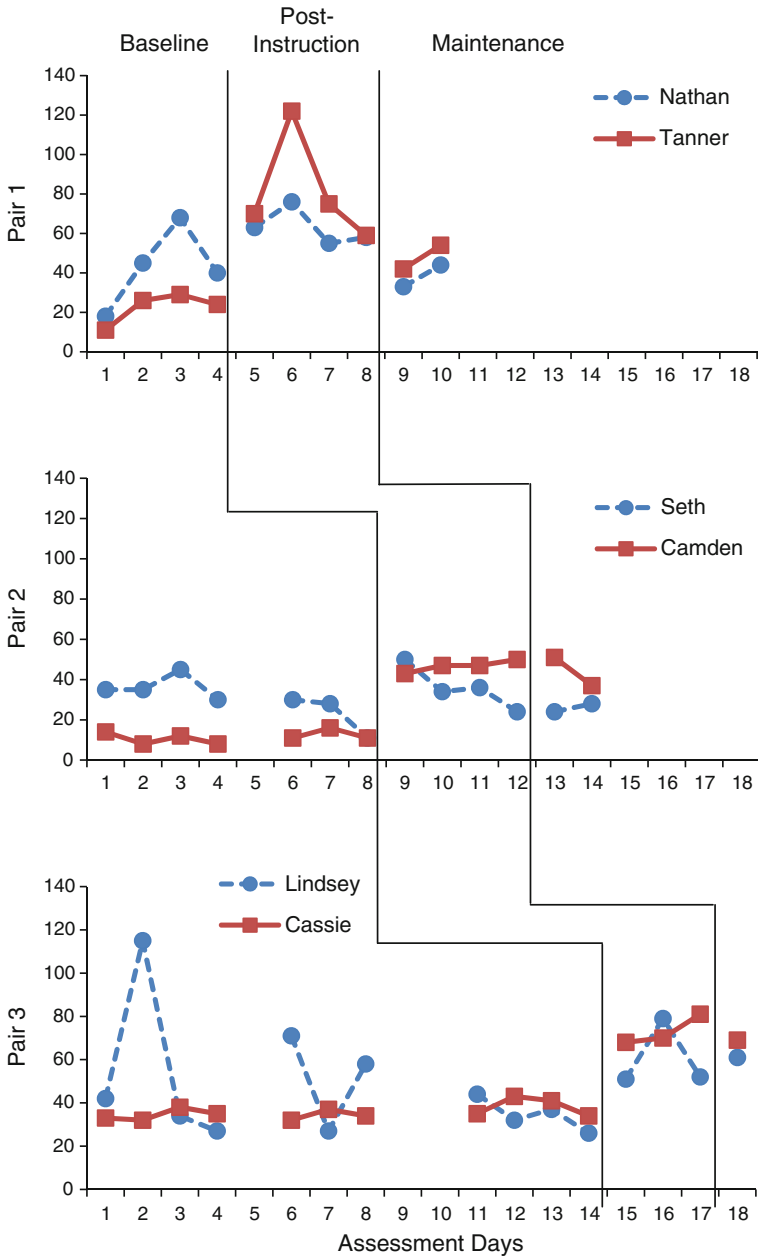 Baseline
Post-
Instruction
Maintenance
Pair 1
140
120
100
80
60
40
20
0
Nathan
Tanner
1 2 3 4 5 6 7 8 9 10 11 12 13 14 15 16 17 18
Pair 2
140
120
100
80
60
40
20
0
Seth
Camden
1 2 3 4 5 6 7 8 9 10 11 12 13 14 15 16 17 18
Pair 3
140
120
100
80
60
40
20
0
Lindsey
Cassie
1 2 3 4 5 6 7 8 9 10 11 12 13 14 15 16 17 18
Assessment Days